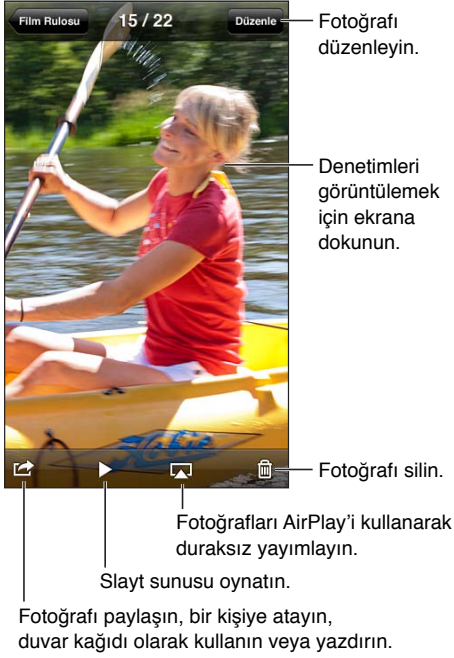 Film Rulosu 15 / 22 Düzenle
Fotoğrafı
düzenleyin.
Denetimleri
görüntülemek
için ekrana
dokunun.
Hobie
Fotoğrafı silin.
Fotoğrafları AirPlay'i kullanarak
duraksız yayımlayın.
Slayt sunusu oynatın.
Fotoğrafı paylaşın, bir kişiye atayın,
duvar kağıdı olarak kullanın veya yazdırın.